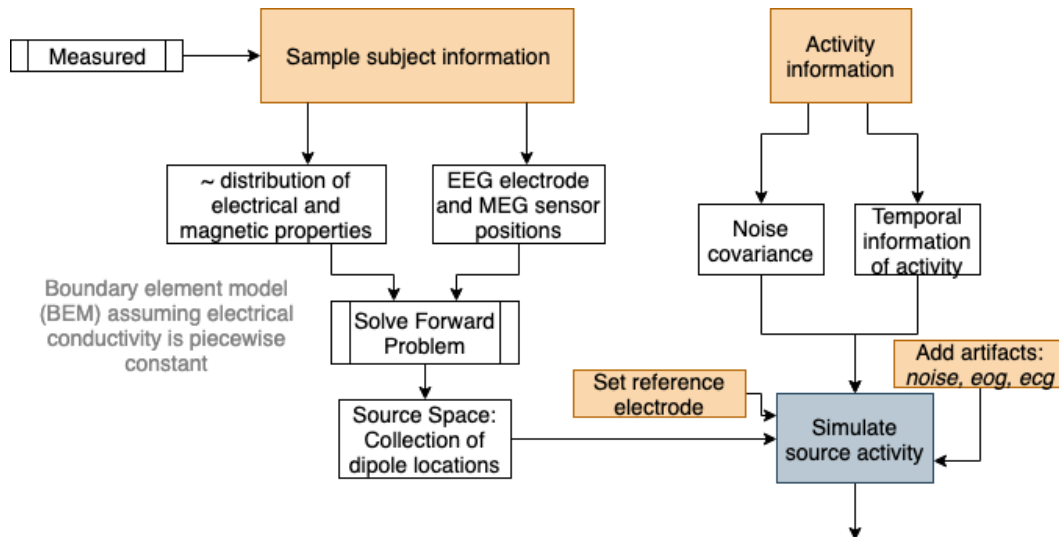 Measured
Sample subject information
Activity
information
~ distribution of
electrical and
magnetic properties
EEG electrode
and MEG sensor
positions
Noise
covariance
Temporal
information
of activity
Boundary element model
(BEM) assuming electrical
conductivity is piecewise
constant
Solve Forward
Problem
Add artifacts:
noise, eog, ecg
Set reference
electrode
Source Space:
Collection of
dipole locations
Simulate
source activity